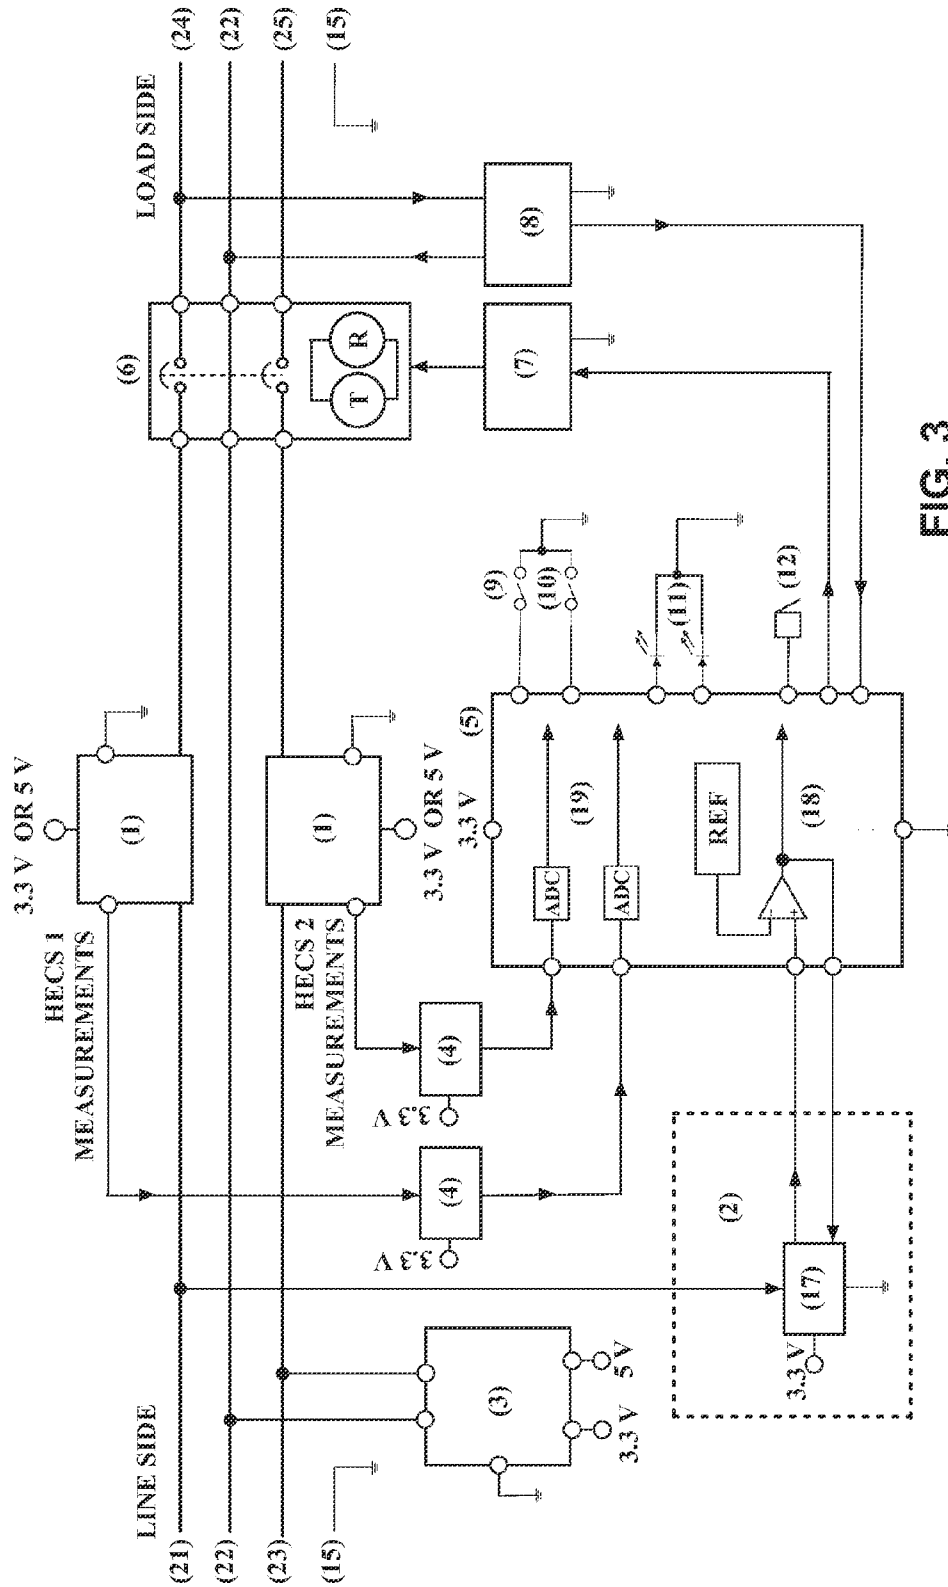 LINE SIDE
LOAD SIDE
(21)
(22)
(23)
(15)
(24)
(22)
(25)
(15)
3.3 V OR 5 V
(1)
HECS 1
MEASUREMENTS
(1)
3.3 V OR 5 V
HECS 2
MEASUREMENTS
(6)
T
R
(3)
3.3 V
5 V
(4)
3.3 V
(4)
3.3 V
(5)
3.3 V
ADC
ADC
(19)
REF
(18)
(2)
(17)
3.3 V
(7)
(8)
(9)
(10)
(11)
(12)
FIG. 3